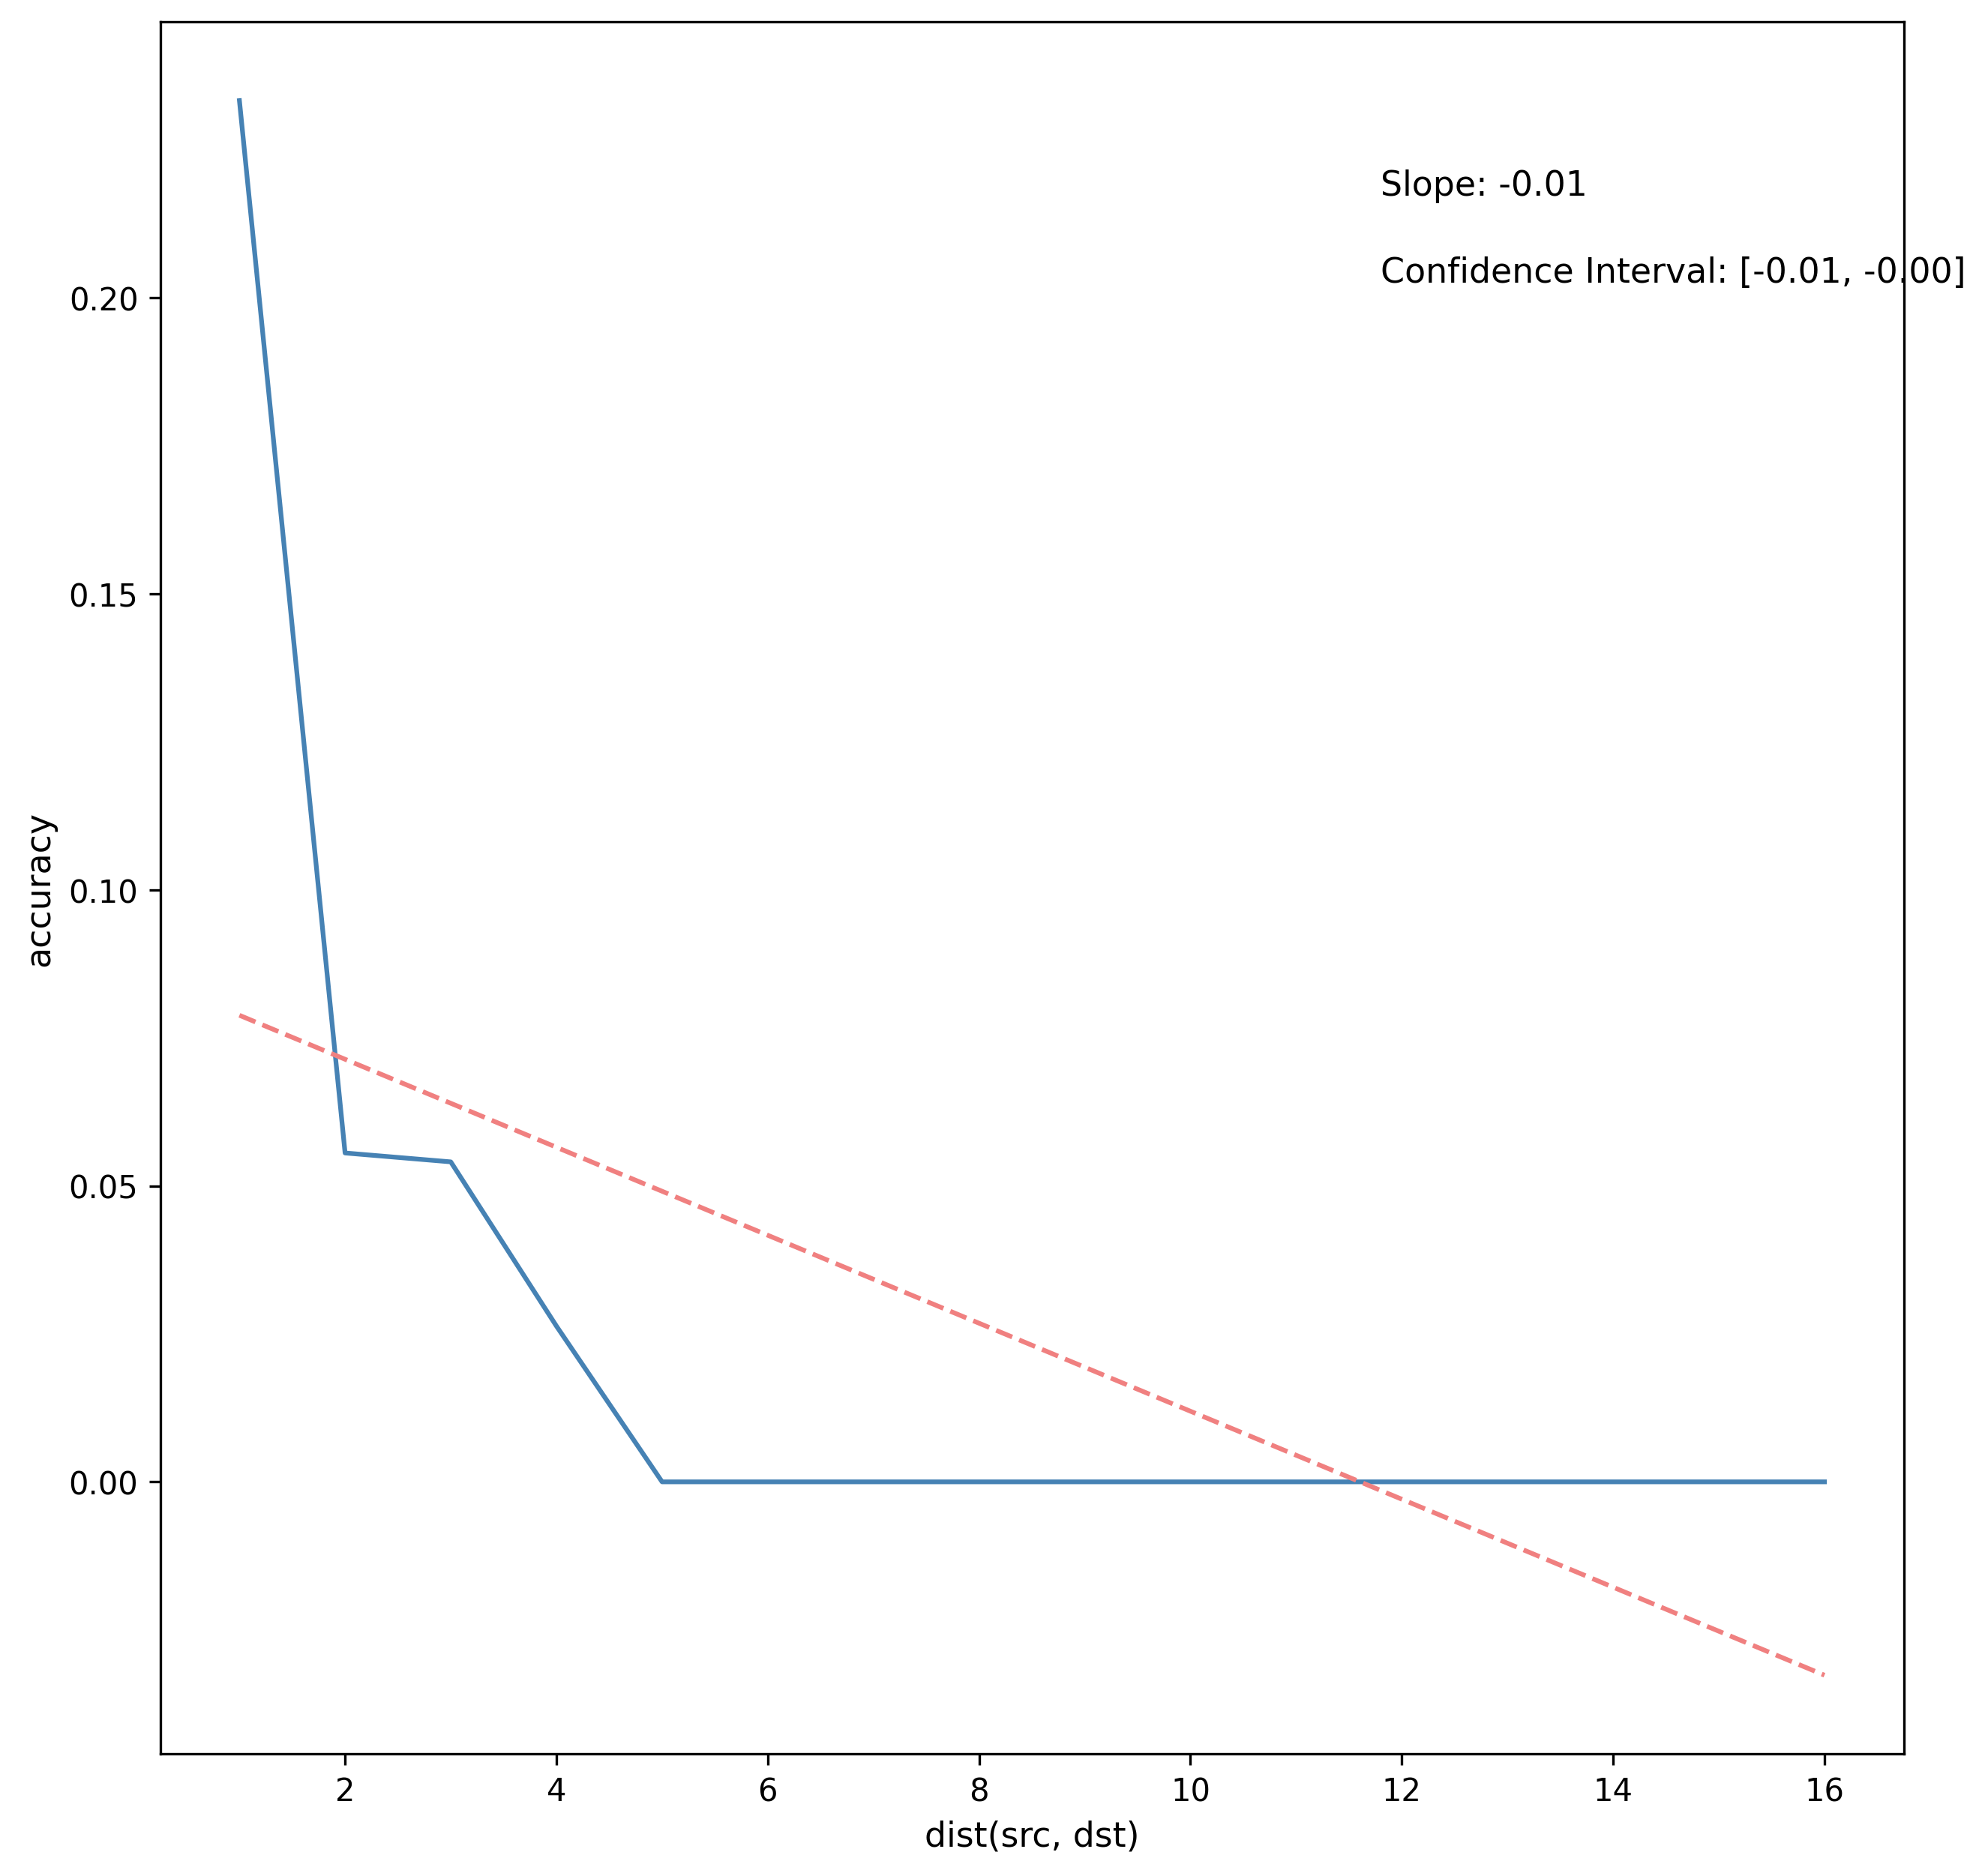 Slope: -0.01
Confidence Interval: [-0.01, -0.00]
0.20
0.15
0.10
0.05
0.00
accuracy
2 4 6 8 10 12 14 16
dist(src, dst)